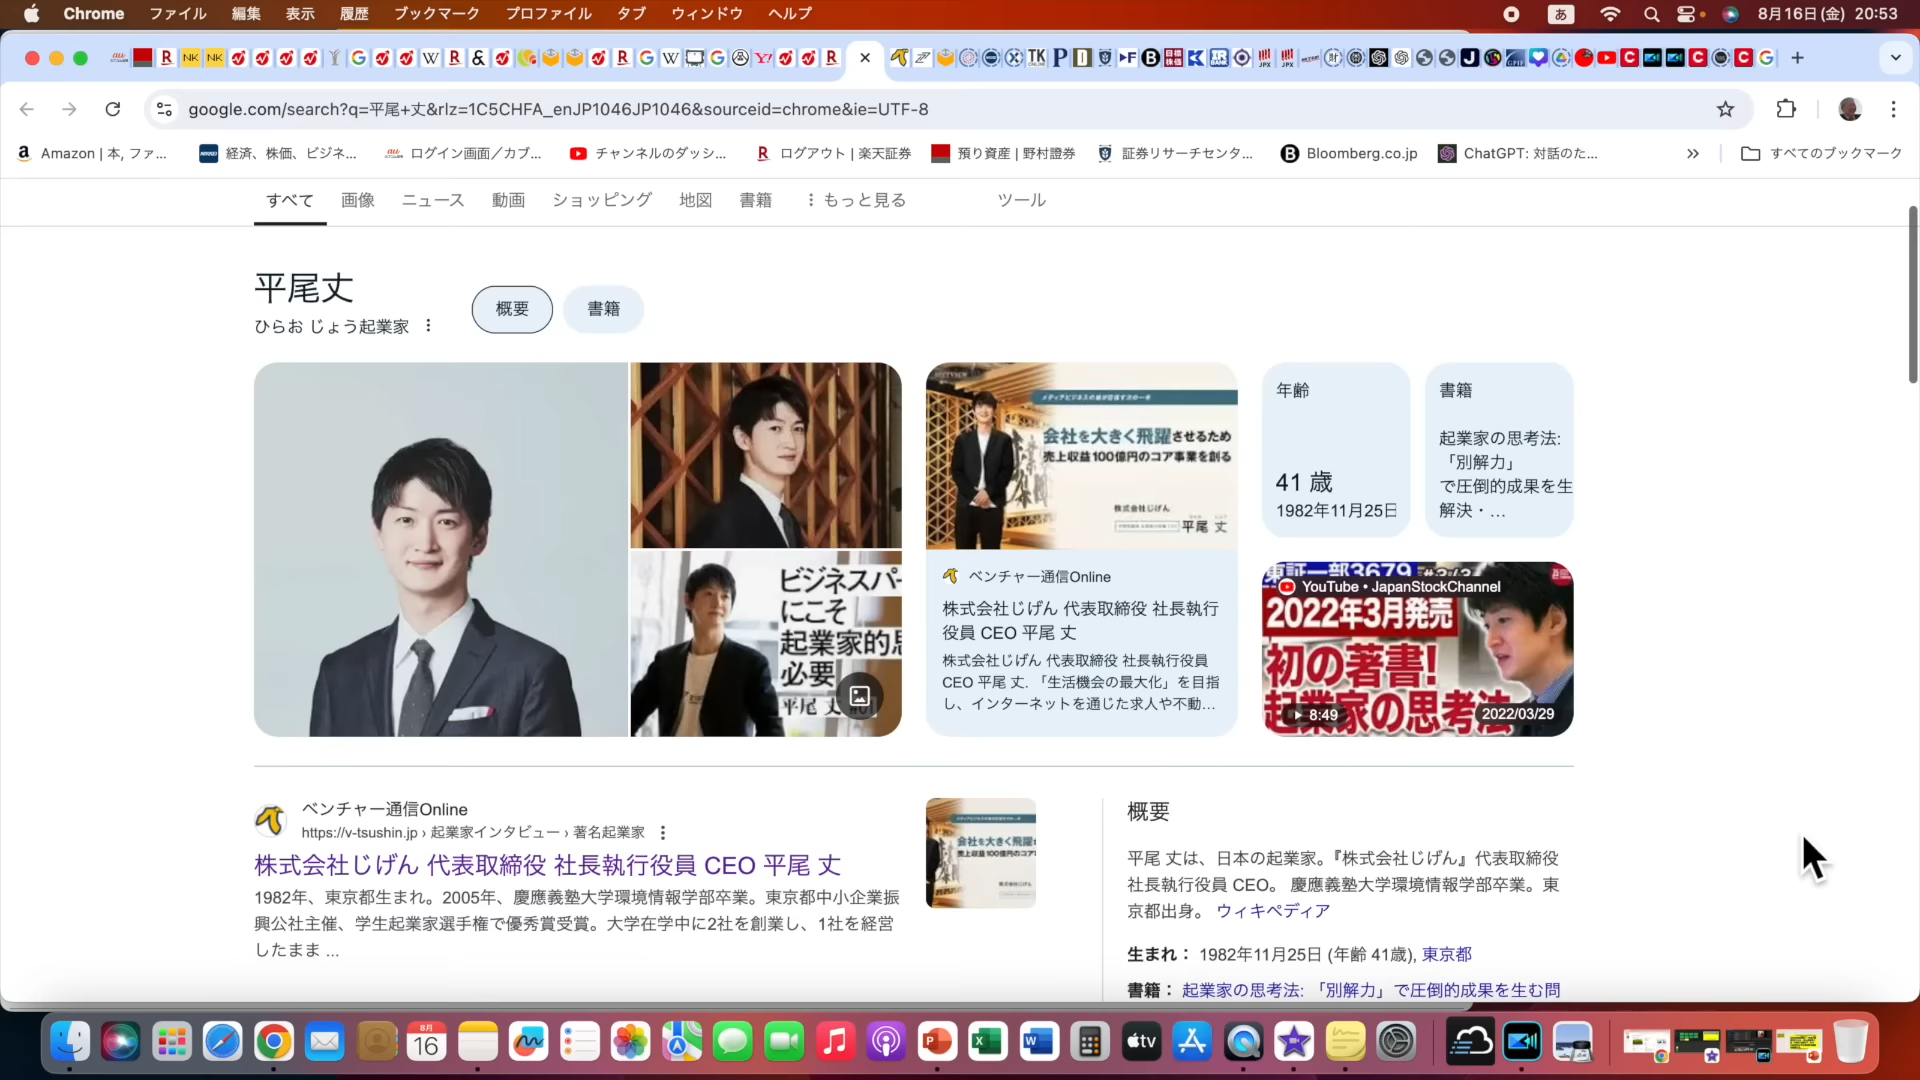 Chrome ファイル 編集 表示 履歴 ブックマーク プロファイル タブ ウィンドウ ヘルプ
あ
8月16日(金) 20:53
google.com/search?q=平尾+丈&rlz=1C5CHFA_enJP1046JP1046&sourceid=chrome&ie=UTF-8
Amazon | 本, ファ...
経済、株価、ビジネ...
ログイン画面／カブ...
チャンネルのダッシ...
ログアウト | 楽天証券
預り資産 | 野村證券
証券リサーチセンタ...
Bloomberg.co.jp
ChatGPT: 対話のた...
すべてのブックマーク
すべて 画像 ニュース 動画 ショッピング 地図 書籍 もっと見る ツール
平尾丈
ひらお じょう起業家
概要
書籍
ビジネスパー
にこそ
起業家的思
必要
平尾 丈 #01
会社を大きく飛躍させるため
売上収益100億円のコア事業を創る
株式会社じげん
平尾 丈
ベンチャー通信Online
株式会社じげん 代表取締役 社長執行
役員 CEO 平尾 丈
株式会社じげん 代表取締役 社長執行役員
CEO 平尾 丈. 「生活機会の最大化」を目指
し、インターネットを通じた求人や不動...
年齢
41 歳
1982年11月25日
書籍
起業家の思考法:
「別解力」
で圧倒的成果を生
解決・...
東証一部3679
YouTube • JapanStockChannel
2022年3月発売
初の著書!
起業家の思考法
8:49
2022/03/29
ベンチャー通信Online
https://v-tsushin.jp › 起業家インタビュー › 著名起業家
株式会社じげん 代表取締役 社長執行役員 CEO 平尾 丈
1982年、東京都生まれ。2005年、慶應義塾大学環境情報学部卒業。東京都中小企業振
興公社主催、学生起業家選手権で優秀賞受賞。大学在学中に2社を創業し、1社を経営
したまま ...
概要
平尾 丈は、日本の起業家。『株式会社じげん』代表取締役
社長執行役員 CEO。 慶應義塾大学環境情報学部卒業。東
京都出身。 ウィキペディア
生まれ： 1982年11月25日 (年齢 41歳), 東京都
書籍： 起業家の思考法: 「別解力」で圧倒的成果を生む問
8月
16
tv